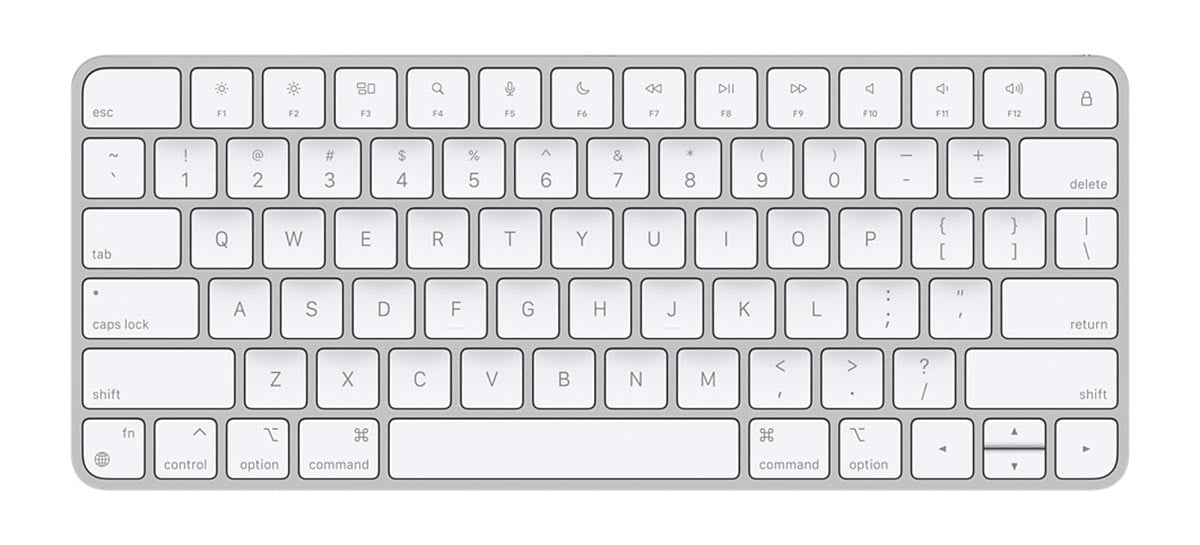 esc F1 F2 F3 F4 F5 F6 F7 F8 F9 F10 F11 F12
~ ! @ # $ % ^ & * ( ) — +
` 1 2 3 4 5 6 7 8 9 0 - = delete
tab Q W E R T Y U I O P { } |
[ ] \
A S D F G H J K L : "
caps lock ; ' return
shift Z X C V B N M < > ? shift
, . /
fn ^ ⌥ ⌘ ⌘ ⌥ ▲
control option command command option ◄ ▼ ►